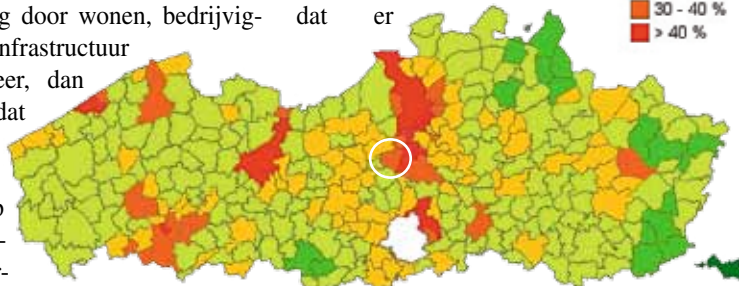 g door wonen, bedrijvig-
dat er
nfrastructuur
eer, dan
dat
30 - 40 %
> 40 %